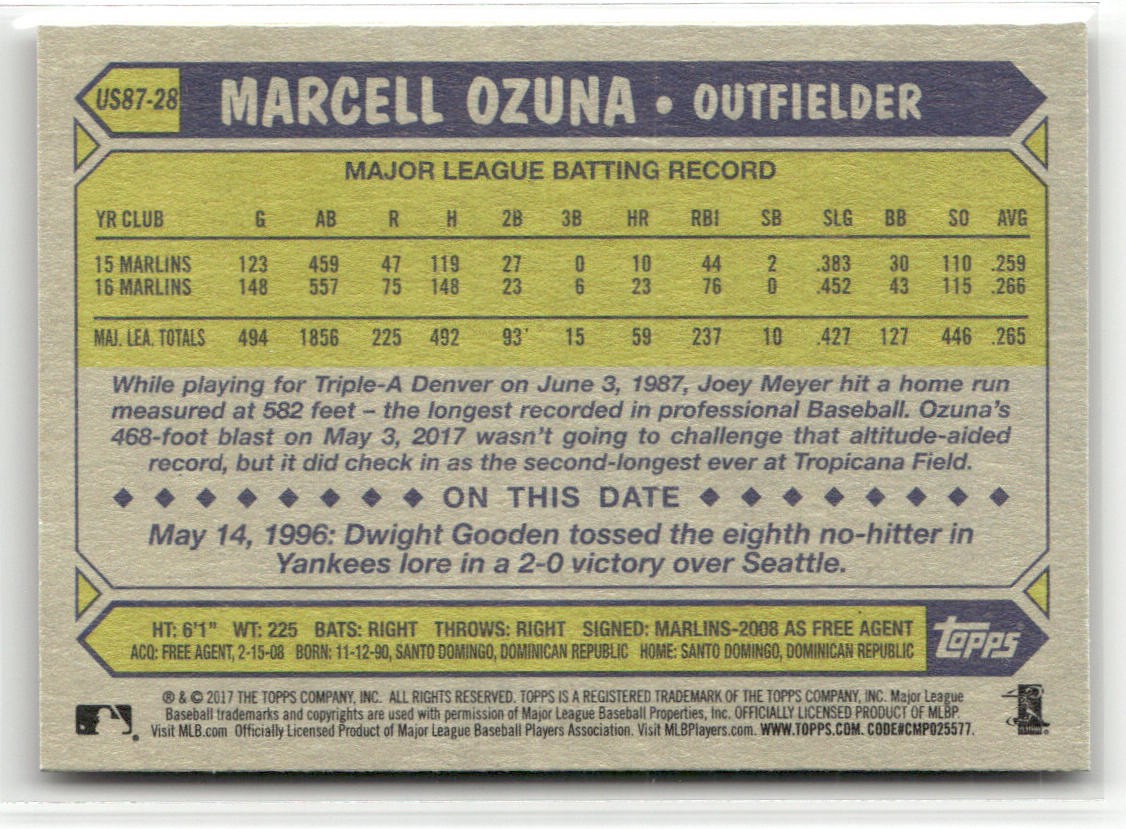 US87-28 MARCELL OZUNA • OUTFIELDER
MAJOR LEAGUE BATTING RECORD
YR CLUB G AB R H 2B 3B HR RBI SB SLG BB SO AVG
15 MARLINS 123 459 47 119 27 0 10 44 2 .383 30 110 .259
16 MARLINS 148 557 75 148 23 6 23 76 0 .452 43 115 .266
MAJ. LEA. TOTALS 494 1856 225 492 93 15 59 237 10 .427 127 446 .265
While playing for Triple-A Denver on June 3, 1987, Joey Meyer hit a home run
measured at 582 feet – the longest recorded in professional Baseball. Ozuna's
468-foot blast on May 3, 2017 wasn't going to challenge that altitude-aided
record, but it did check in as the second-longest ever at Tropicana Field.
ON THIS DATE
May 14, 1996: Dwight Gooden tossed the eighth no-hitter in
Yankees lore in a 2-0 victory over Seattle.
HT: 6'1" WT: 225 BATS: RIGHT THROWS: RIGHT SIGNED: MARLINS-2008 AS FREE AGENT
ACQ: FREE AGENT, 2-15-08 BORN: 11-12-90, SANTO DOMINGO, DOMINICAN REPUBLIC HOME: SANTO DOMINGO, DOMINICAN REPUBLIC
topps
® & © 2017 THE TOPPS COMPANY, INC. ALL RIGHTS RESERVED. TOPPS IS A REGISTERED TRADEMARK OF THE TOPPS COMPANY, INC. Major League
Baseball trademarks and copyrights are used with permission of Major League Baseball Properties, Inc. OFFICIALLY LICENSED PRODUCT OF MLBP.
Visit MLB.com Officially Licensed Product of Major League Baseball Players Association. Visit MLBPlayers.com. WWW.TOPPS.COM. CODE#CMP025577.